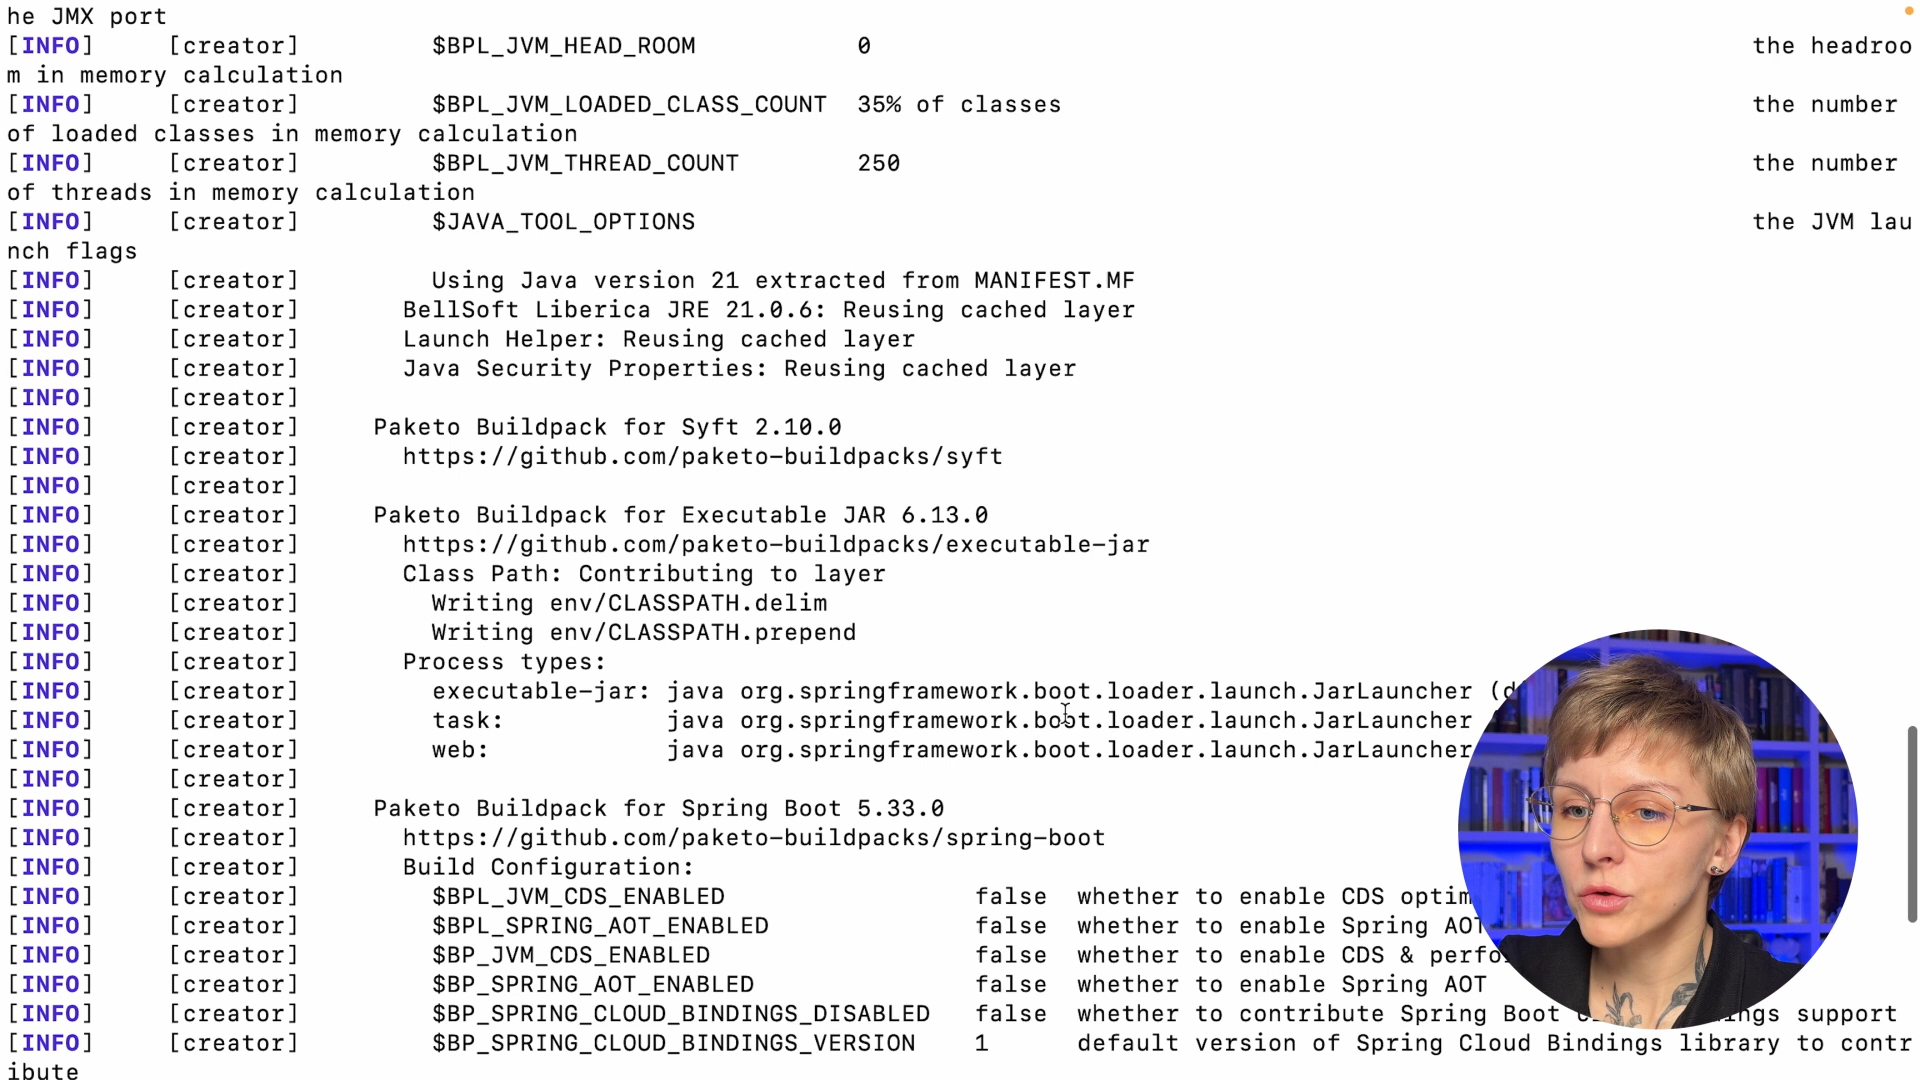 he JMX port
[INFO] [creator] $BPL_JVM_HEAD_ROOM 0 the headroo
m in memory calculation
[INFO] [creator] $BPL_JVM_LOADED_CLASS_COUNT 35% of classes the number
of loaded classes in memory calculation
[INFO] [creator] $BPL_JVM_THREAD_COUNT 250 the number
of threads in memory calculation
[INFO] [creator] $JAVA_TOOL_OPTIONS the JVM lau
nch flags
[INFO] [creator] Using Java version 21 extracted from MANIFEST.MF
[INFO] [creator] BellSoft Liberica JRE 21.0.6: Reusing cached layer
[INFO] [creator] Launch Helper: Reusing cached layer
[INFO] [creator] Java Security Properties: Reusing cached layer
[INFO] [creator]
[INFO] [creator] Paketo Buildpack for Syft 2.10.0
[INFO] [creator] https://github.com/paketo-buildpacks/syft
[INFO] [creator]
[INFO] [creator] Paketo Buildpack for Executable JAR 6.13.0
[INFO] [creator] https://github.com/paketo-buildpacks/executable-jar
[INFO] [creator] Class Path: Contributing to layer
[INFO] [creator] Writing env/CLASSPATH.delim
[INFO] [creator] Writing env/CLASSPATH.prepend
[INFO] [creator] Process types:
[INFO] [creator] executable-jar: java org.springframework.boot.loader.launch.JarLauncher
[INFO] [creator] task: java org.springframework.boot.loader.launch.JarLauncher
[INFO] [creator] web: java org.springframework.boot.loader.launch.JarLauncher
[INFO] [creator]
[INFO] [creator] Paketo Buildpack for Spring Boot 5.33.0
[INFO] [creator] https://github.com/paketo-buildpacks/spring-boot
[INFO] [creator] Build Configuration:
[INFO] [creator] $BPL_JVM_CDS_ENABLED false whether to enable CDS optim
[INFO] [creator] $BPL_SPRING_AOT_ENABLED false whether to enable Spring AOT
[INFO] [creator] $BP_JVM_CDS_ENABLED false whether to enable CDS & perfo
[INFO] [creator] $BP_SPRING_AOT_ENABLED false whether to enable Spring AOT
[INFO] [creator] $BP_SPRING_CLOUD_BINDINGS_DISABLED false whether to contribute Spring Boot support
[INFO] [creator] $BP_SPRING_CLOUD_BINDINGS_VERSION 1 default version of Spring Cloud Bindings library to contr
ibute